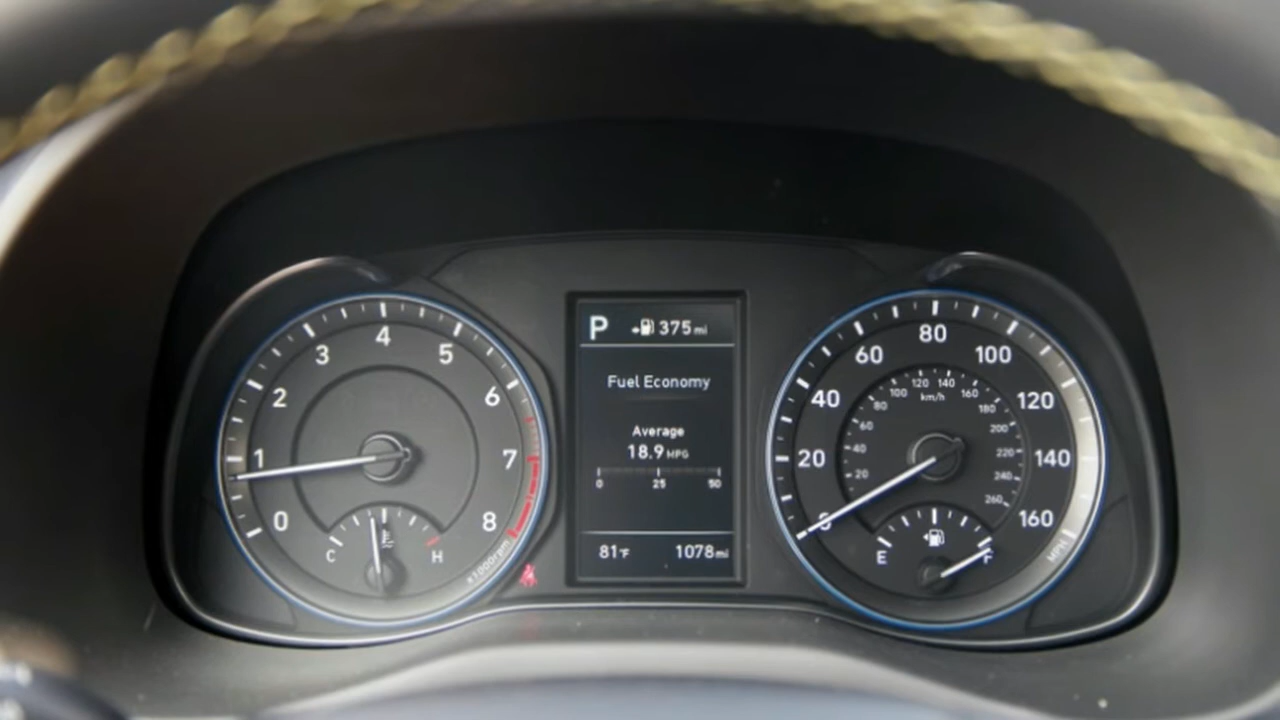 0 1 2 3 4 5 6 7 8
x1000rpm
C H
P 375 mi
Fuel Economy
Average
18.9 MPG
0 25 50
81°F 1078 mi
0 20 40 60 80 100 120 140 160
MPH
20 40 60 80 100 120 140 160 180 200 220 240 260
km/h
E F